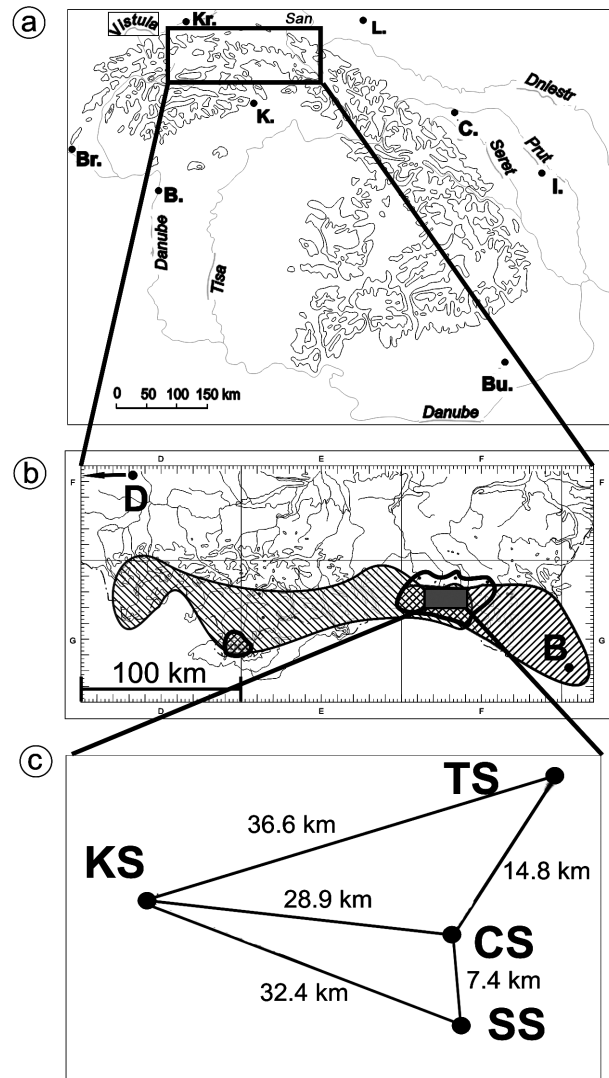 a
Vistula
Kr.
San
L.
Dniestr
K.
C.
Prut
Seret
Br.
B.
I.
Danube
Tisa
0 50 100 150 km
Bu.
Danube
b
D E F
F F
D
G G
B
100 km
D E F
c
TS
36.6 km
KS
14.8 km
28.9 km
CS
7.4 km
32.4 km
SS